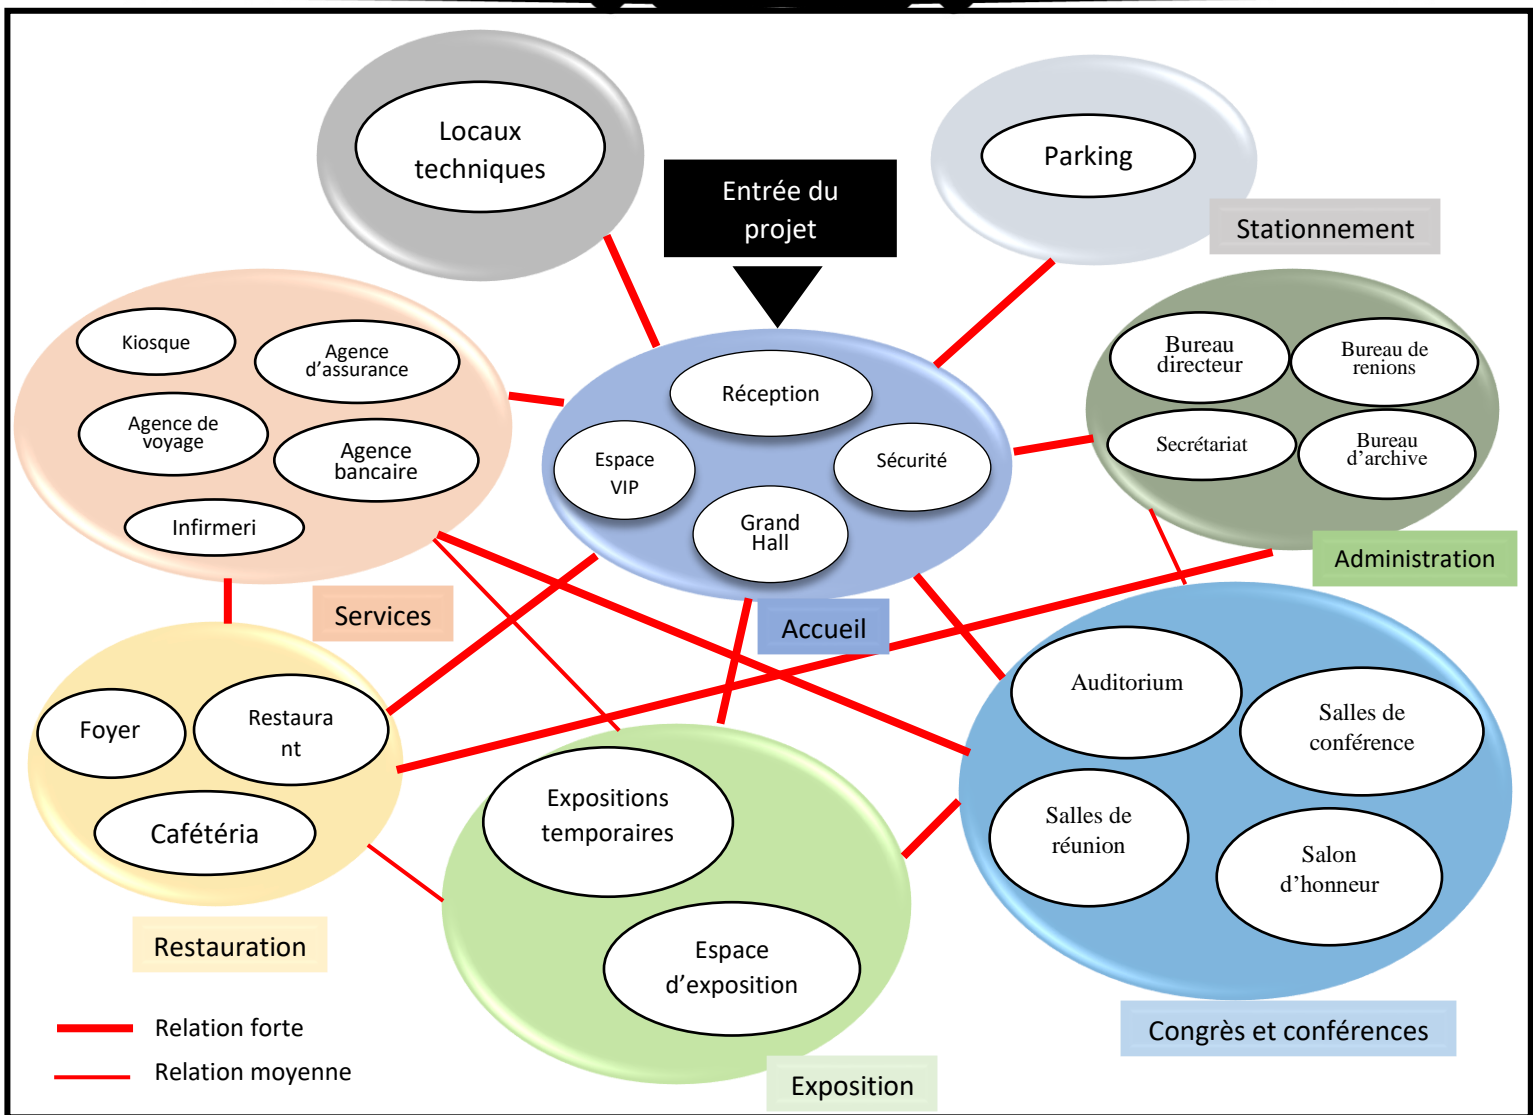 Locaux
techniques
Entrée du
projet
Parking
Stationnement
Kiosque
Agence
d’assurance
Agence de
voyage
Agence
bancaire
Infirmeri
Services
Réception
Espace
VIP
Sécurité
Grand
Hall
Accueil
Bureau
directeur
Bureau de
renions
Secrétariat
Bureau
d’archive
Administration
Foyer
Restaura
nt
Cafétéria
Restauration
Expositions
temporaires
Espace
d’exposition
Exposition
Auditorium
Salles de
conférence
Salles de
réunion
Salon
d’honneur
Congrès et conférences
Relation forte
Relation moyenne